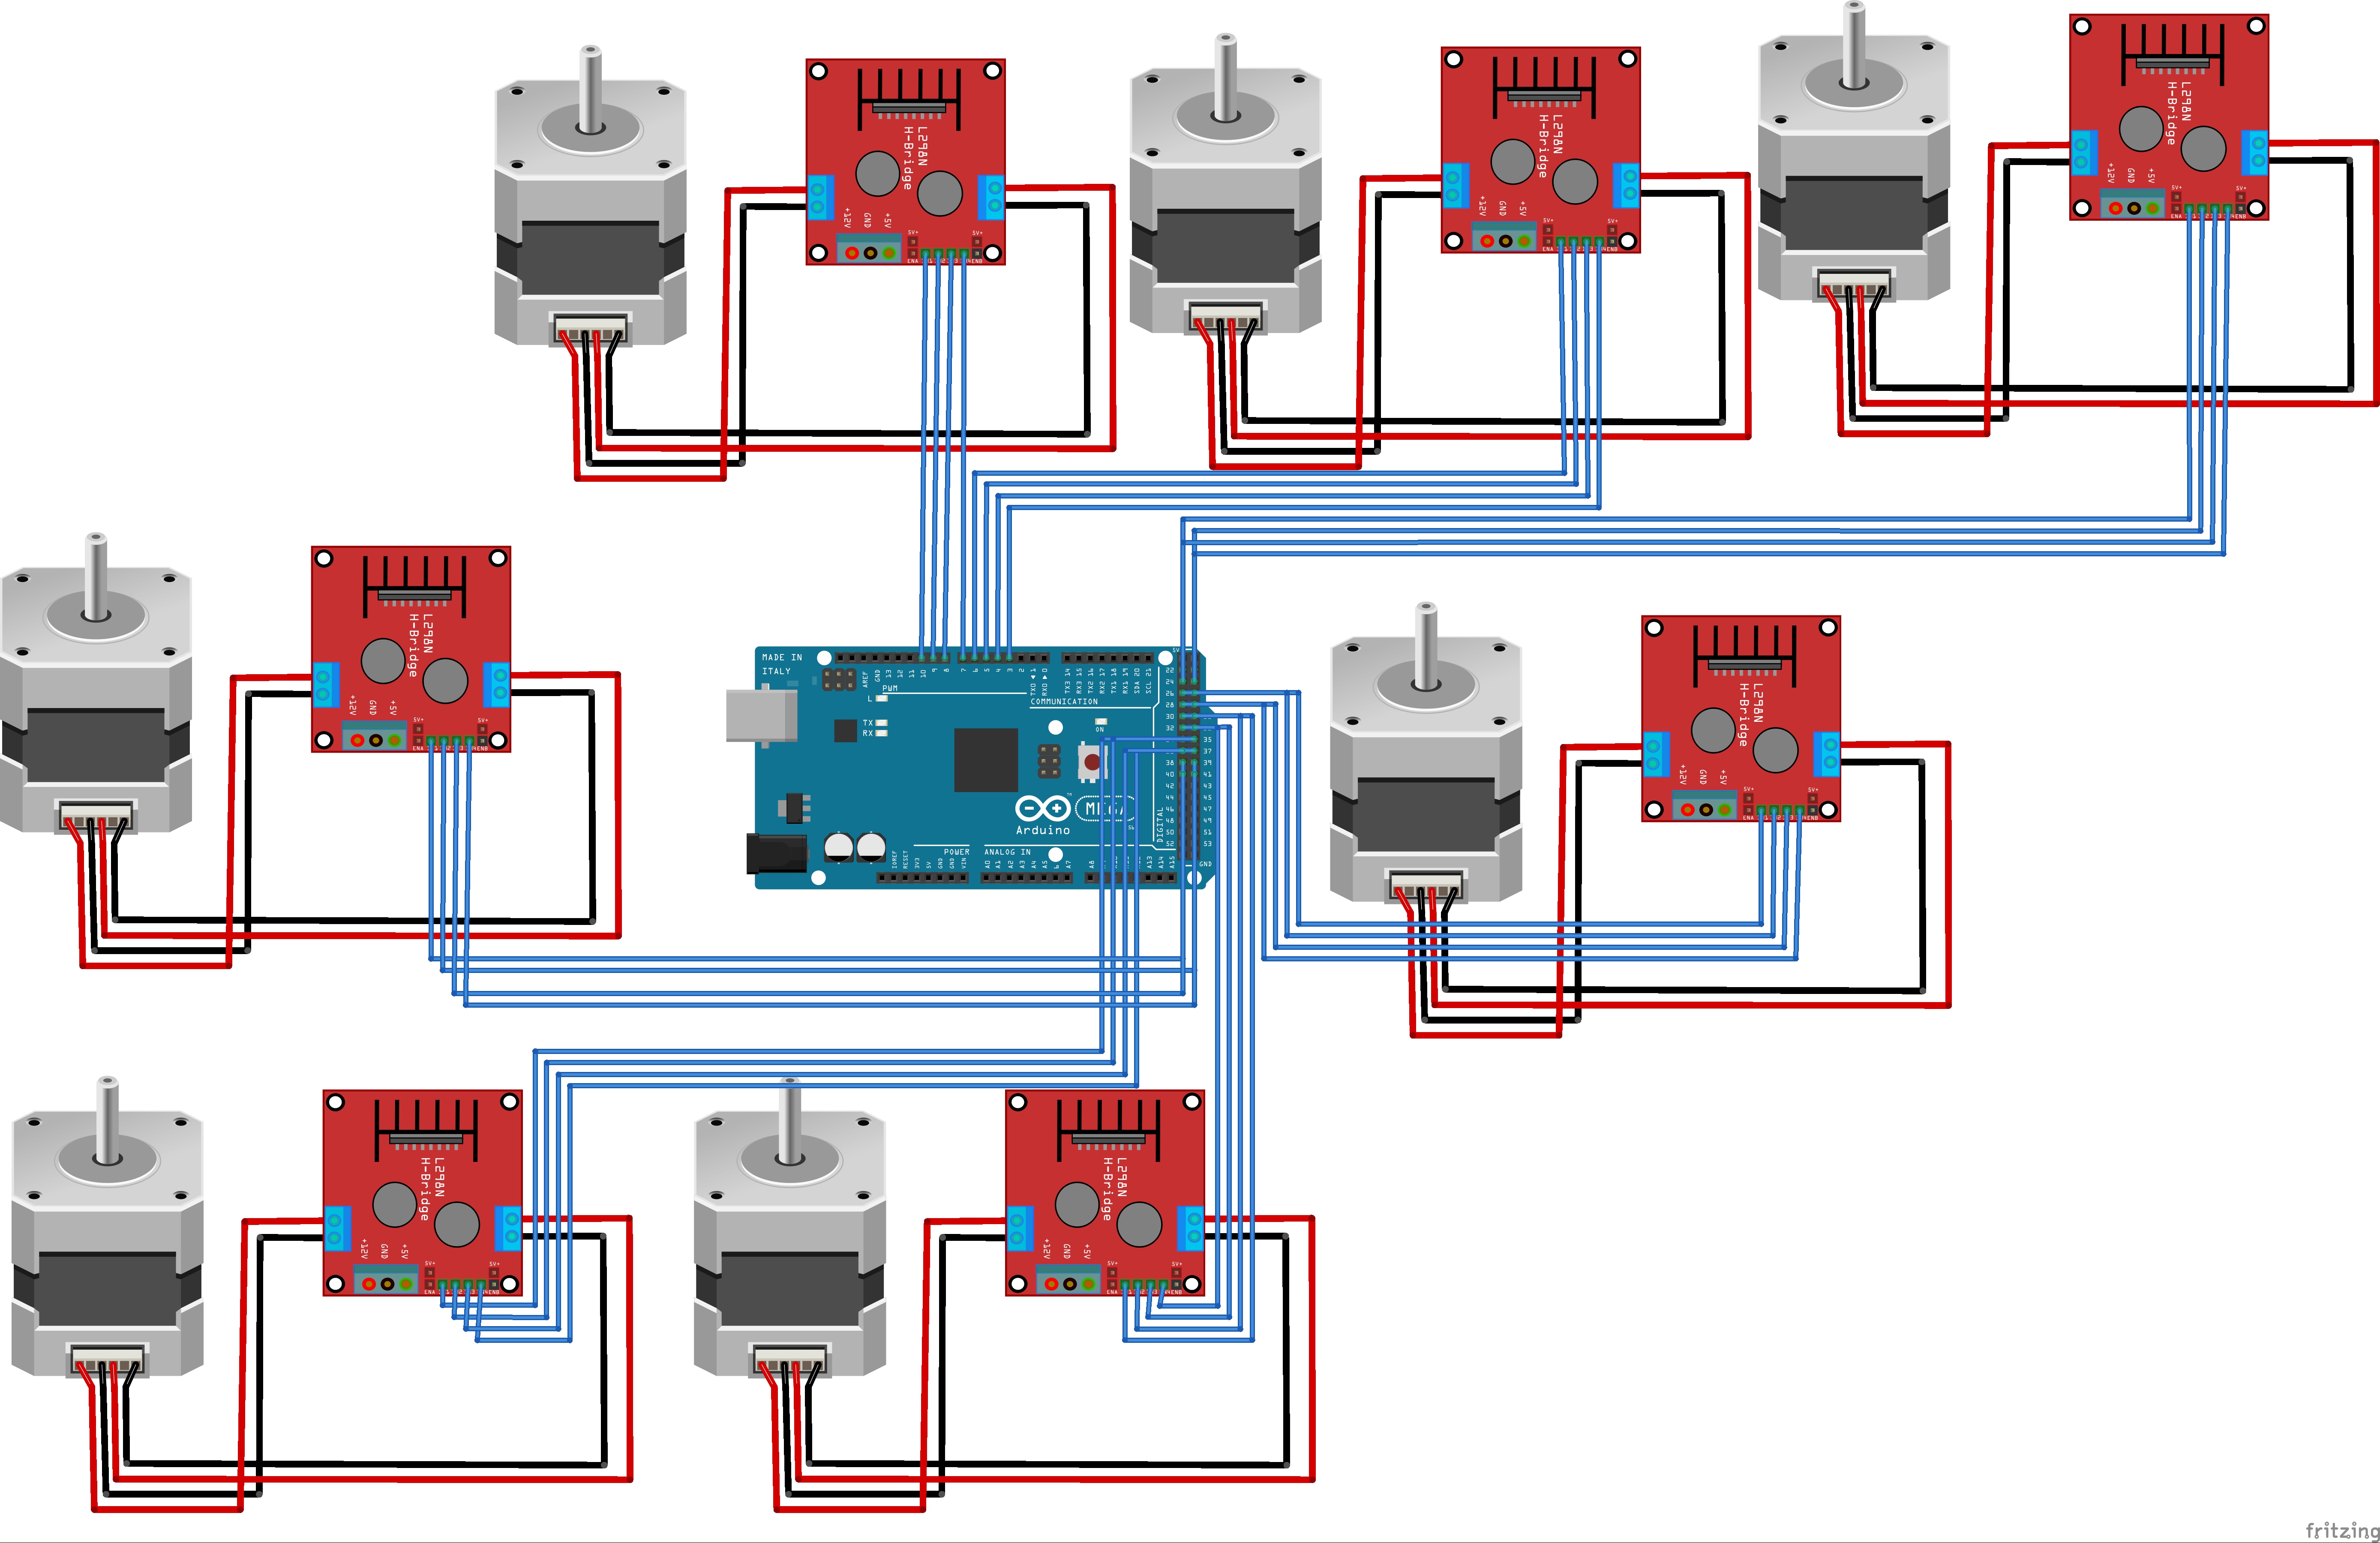 L298N
H-Bridge
+12V
GND
+5V
5V+
5V+
ENA
ENB
L298N
H-Bridge
+12V
GND
+5V
5V+
5V+
ENA
ENB
L298N
H-Bridge
+12V
GND
+5V
5V+
5V+
ENA
ENB
L298N
H-Bridge
+12V
GND
+5V
5V+
5V+
ENA
ENB
MADE IN
ITALY
AREF
GND
13
12
11
10
9
8
7
6
5
4
3
2
TX0 1
RX0 0
TX3 14
RX3 15
TX2 16
RX2 17
TX1 18
RX1 19
SDA 20
SCL 21
PWM
COMMUNICATION
L
TX
RX
ON
22
24
26
28
30
32
35
37
38 39
40 41
42 43
44 45
46 47
48 49
50 51
52 53
GND
DIGITAL
Arduino
TM
POWER
ANALOG IN
IOREF
RESET
3V3
5V
GND
GND
VIN
A0
A1
A2
A3
A4
A5
6
A7
A8
A13
A14
A15
L298N
H-Bridge
+12V
GND
+5V
5V+
5V+
ENA
ENB
L298N
H-Bridge
+12V
GND
+5V
5V+
5V+
ENA
ENB
L298N
H-Bridge
+12V
GND
+5V
5V+
5V+
ENA
ENB
fritzing